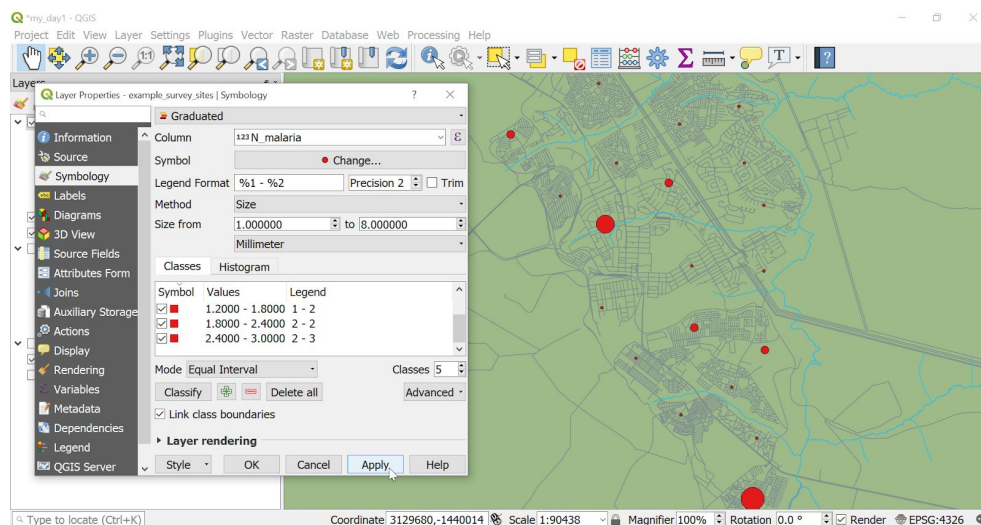 *my_day1 - QGIS
Project Edit View Layer Settings Plugins Vector Raster Database Web Processing Help
1:1
Σ
T
?
Layers
Layer Properties - example_survey_sites | Symbology
?
Information
Source
Symbology
abc Labels
Diagrams
3D View
Source Fields
Attributes Form
Joins
Auxiliary Storage
Actions
Display
Rendering
Variables
Metadata
Dependencies
Legend
QGIS Server
Graduated
Column 123 N_malaria ε
Symbol Change...
Legend Format %1 - %2 Precision 2 Trim
Method Size
Size from 1.000000 to 8.000000
Millimeter
Classes Histogram
Symbol Values Legend
1.2000 - 1.8000 1 - 2
1.8000 - 2.4000 2 - 2
2.4000 - 3.0000 2 - 3
Mode Equal Interval Classes 5
Classify Delete all Advanced
Link class boundaries
Layer rendering
Style OK Cancel Apply Help
Type to locate (Ctrl+K) Coordinate 3129680,-1440014 Scale 1:90438 Magnifier 100% Rotation 0.0 ° Render EPSG:4326